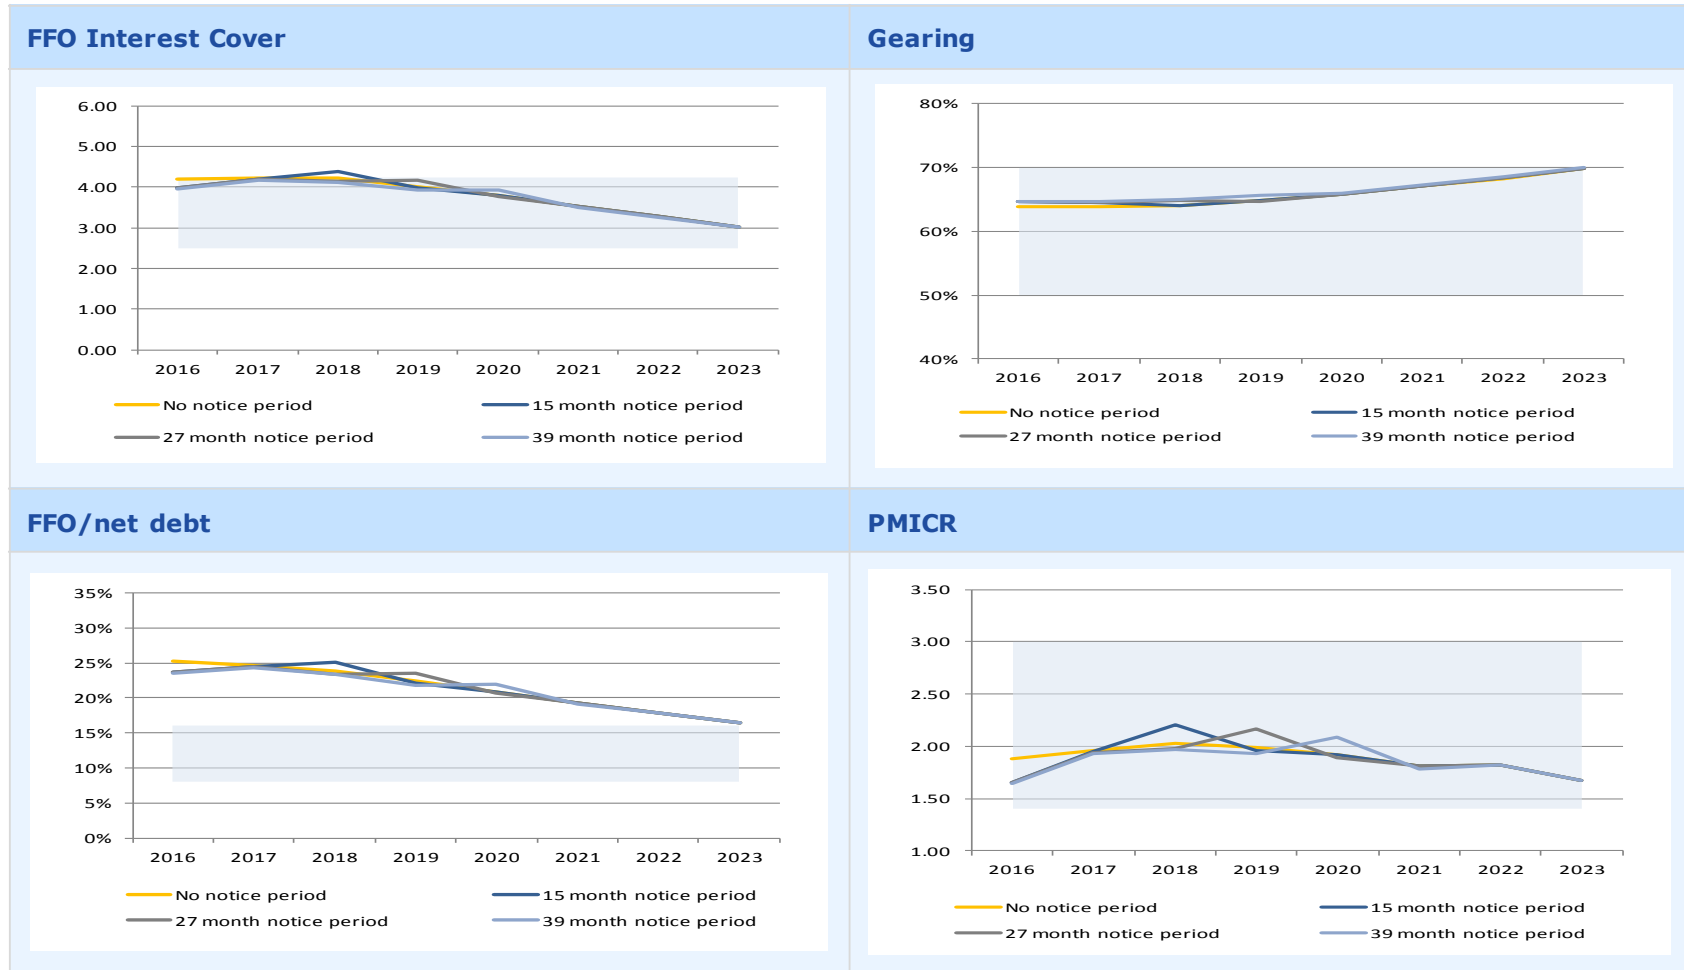 FFO Interest Cover
Gearing
6.00
5.00
4.00
3.00
2.00
1.00
0.00
2016 2017 2018 2019 2020 2021 2022 2023
No notice period 15 month notice period
27 month notice period 39 month notice period
80%
70%
60%
50%
40%
2016 2017 2018 2019 2020 2021 2022 2023
No notice period 15 month notice period
27 month notice period 39 month notice period
FFO/net debt
PMICR
35%
30%
25%
20%
15%
10%
5%
0%
2016 2017 2018 2019 2020 2021 2022 2023
No notice period 15 month notice period
27 month notice period 39 month notice period
3.50
3.00
2.50
2.00
1.50
1.00
2016 2017 2018 2019 2020 2021 2022 2023
No notice period 15 month notice period
27 month notice period 39 month notice period